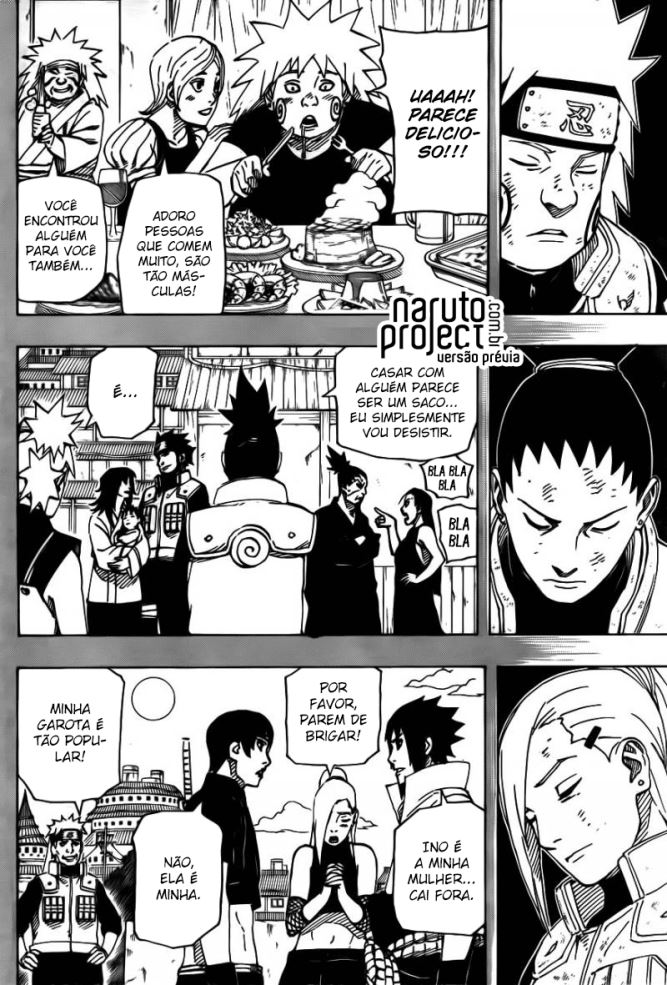 UAAAH!
PARECE
DELICIO-
SO!!!
忍
VOCÊ
ENCONTROU
ALGUÉM
PARA VOCÊ
TAMBÉM...
ADORO
PESSOAS
QUE COMEM
MUITO, SÃO
TÃO MÁS-
CULAS!
naruto
project
.com.br
versão prévia
É...
CASAR COM
ALGUÉM PARECE
SER UM SACO...
EU SIMPLESMENTE
VOU DESISTIR.
BLA BLA
BLA
BLA
BLA
MINHA
GAROTA É
TÃO POPU-
LAR!
POR
FAVOR,
PAREM DE
BRIGAR!
NÃO,
ELA É
MINHA.
INO É
A MINHA
MULHER...
CAI FORA.